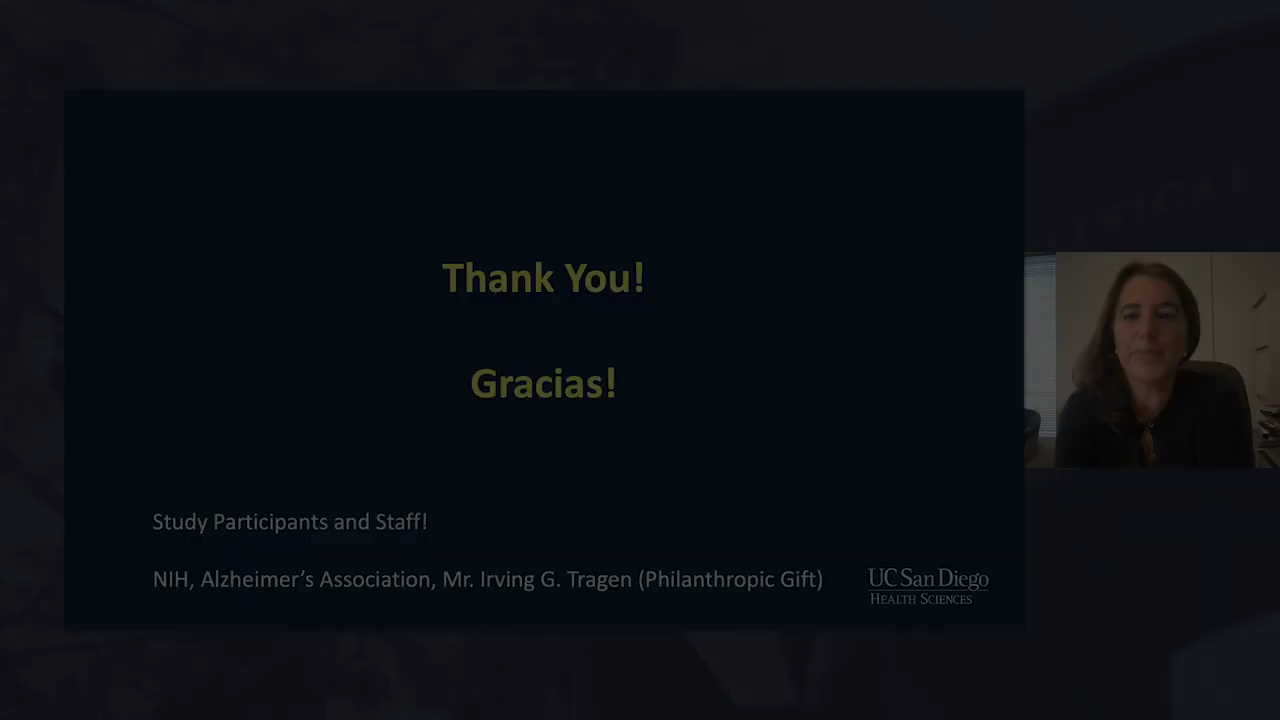 Thank You!
Gracias!
Study Participants and Staff!
NIH, Alzheimer’s Association, Mr. Irving G. Tragen (Philanthropic Gift)
UC San Diego
HEALTH SCIENCES